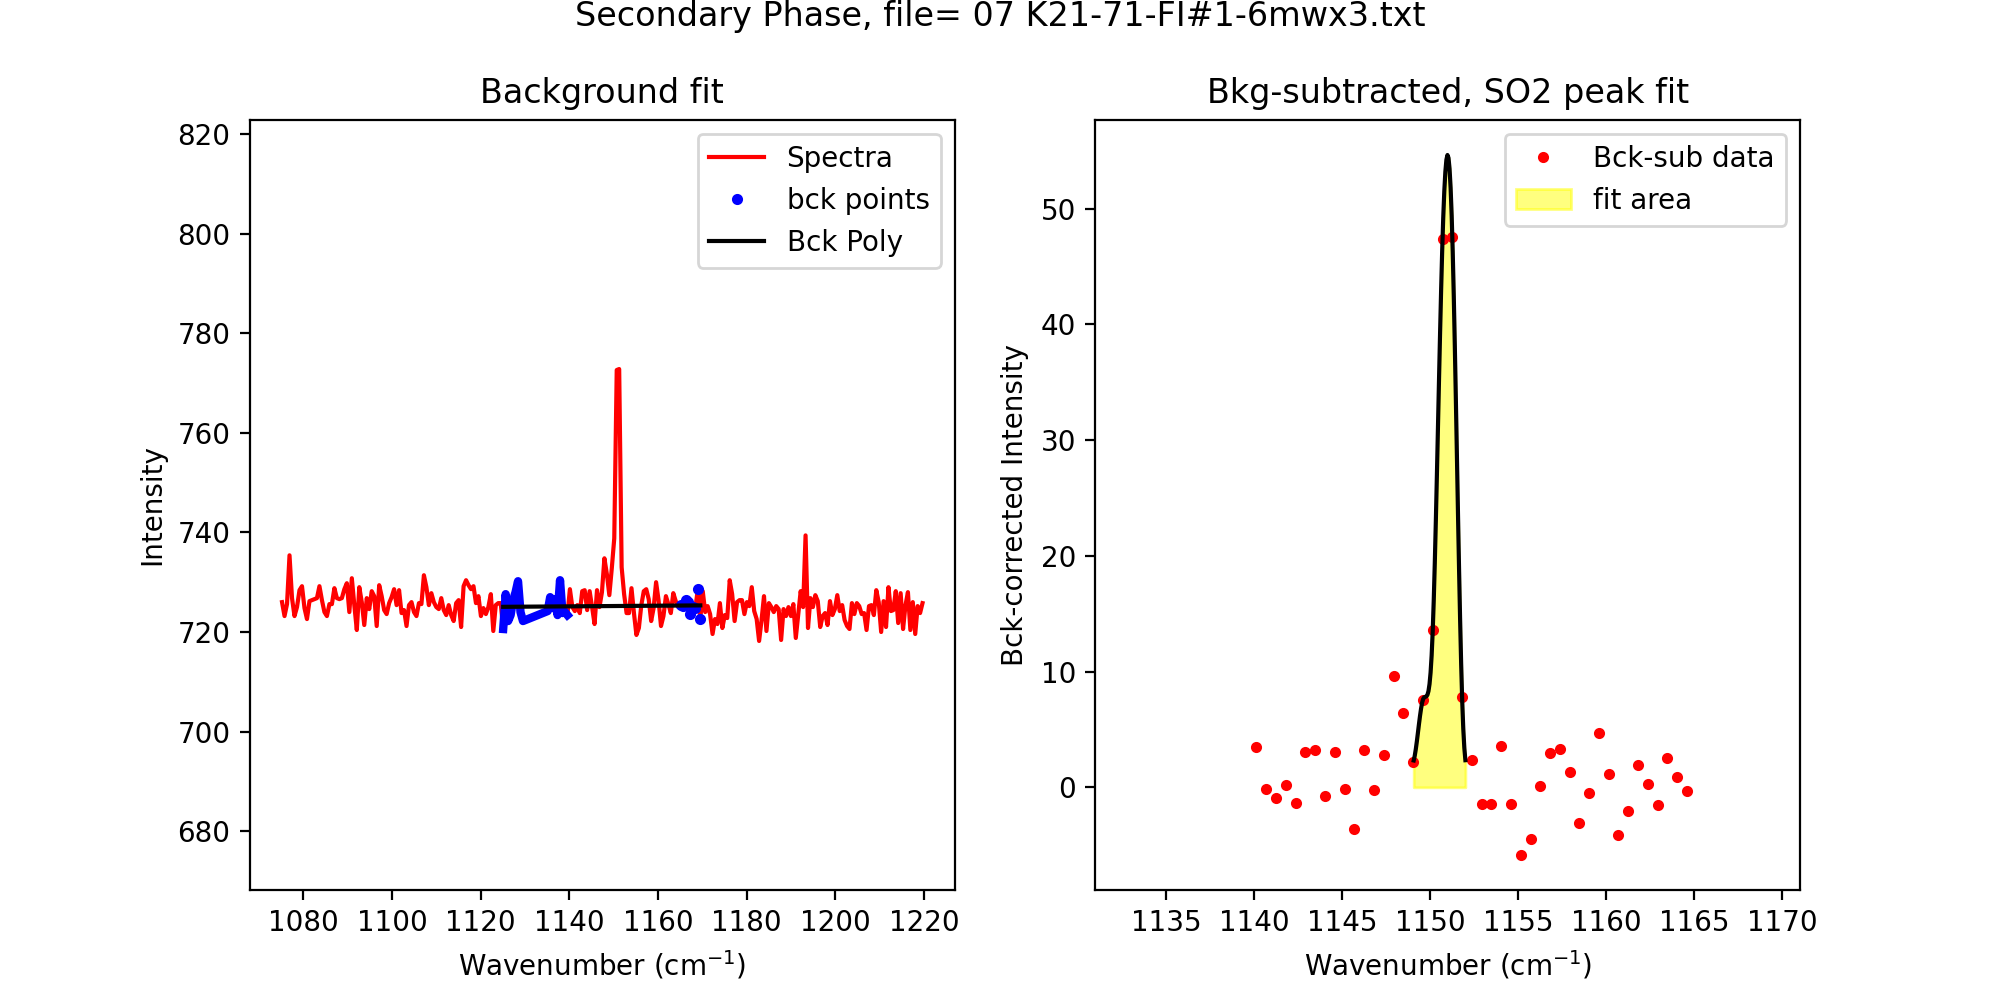 Secondary Phase, file= 07 K21-71-FI#1-6mwx3.txt
Background fit
820
800
780
760
740
720
700
680
Intensity
Spectra
bck points
Bck Poly
1080 1100 1120 1140 1160 1180 1200 1220
Wavenumber (cm⁻¹)
Bkg-subtracted, SO2 peak fit
50
40
30
20
10
0
Bck-corrected Intensity
Bck-sub data
fit area
1135 1140 1145 1150 1155 1160 1165 1170
Wavenumber (cm⁻¹)